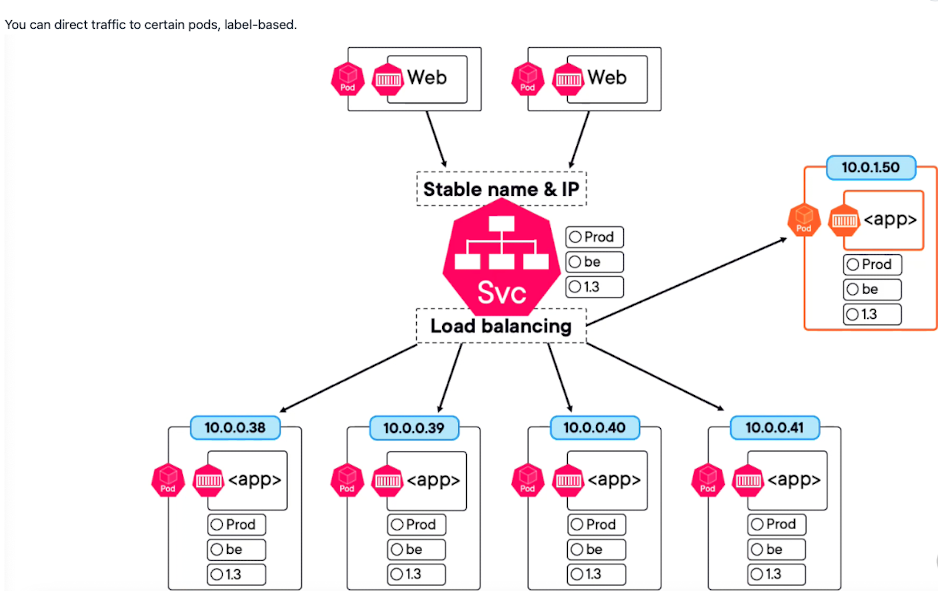 You can direct traffic to certain pods, label-based.
Pod
Web
Pod
Web
Stable name & IP
Svc
Prod
be
1.3
Load balancing
10.0.1.50
Pod
<app>
Prod
be
1.3
10.0.0.38
Pod
<app>
Prod
be
1.3
10.0.0.39
Pod
<app>
Prod
be
1.3
10.0.0.40
Pod
<app>
Prod
be
1.3
10.0.0.41
Pod
<app>
Prod
be
1.3